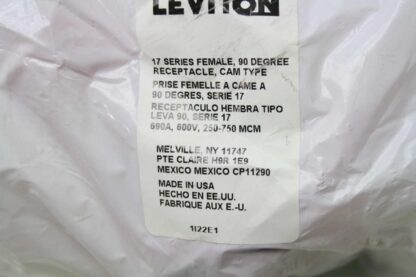 LEVITON
17 SERIES FEMALE, 90 DEGREE
RECEPTACLE, CAM TYPE
PRISE FEMELLE A CAME A
90 DEGRES, SERIE 17
RECEPTACULO HEMBRA TIPO
LEVA 90, SERIE 17
690A, 600V, 250-750 MCM
MELVILLE, NY 11747
PTE CLAIRE H9R 1E9
MEXICO MEXICO CP11290
MADE IN USA
HECHO EN EE.UU.
FABRIQUE AUX E.-U.
1I22E1